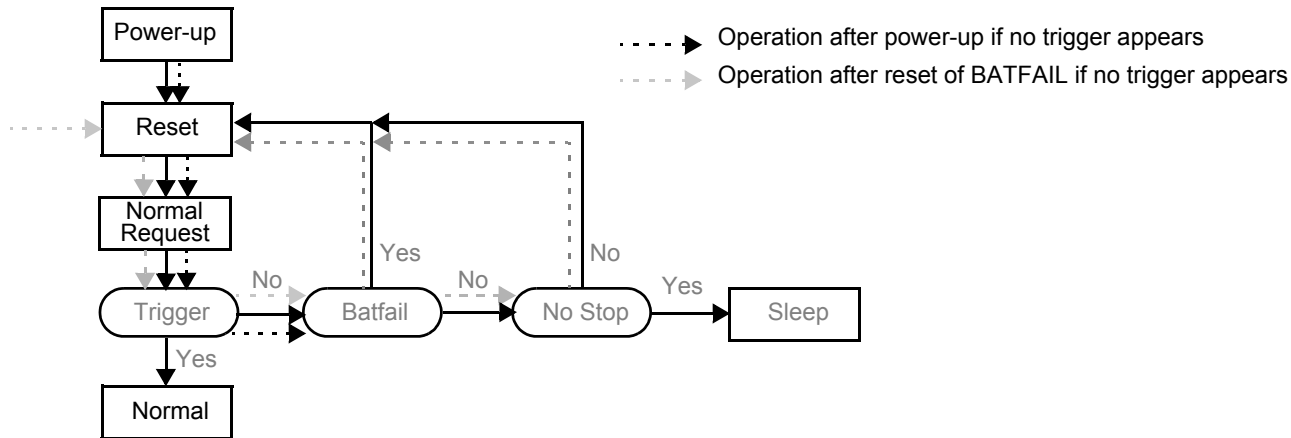 Power-up
Operation after power-up if no trigger appears
Operation after reset of BATFAIL if no trigger appears
Reset
Normal
Request
Yes
No
No
No
Yes
Trigger
Batfail
No Stop
Sleep
Yes
Normal